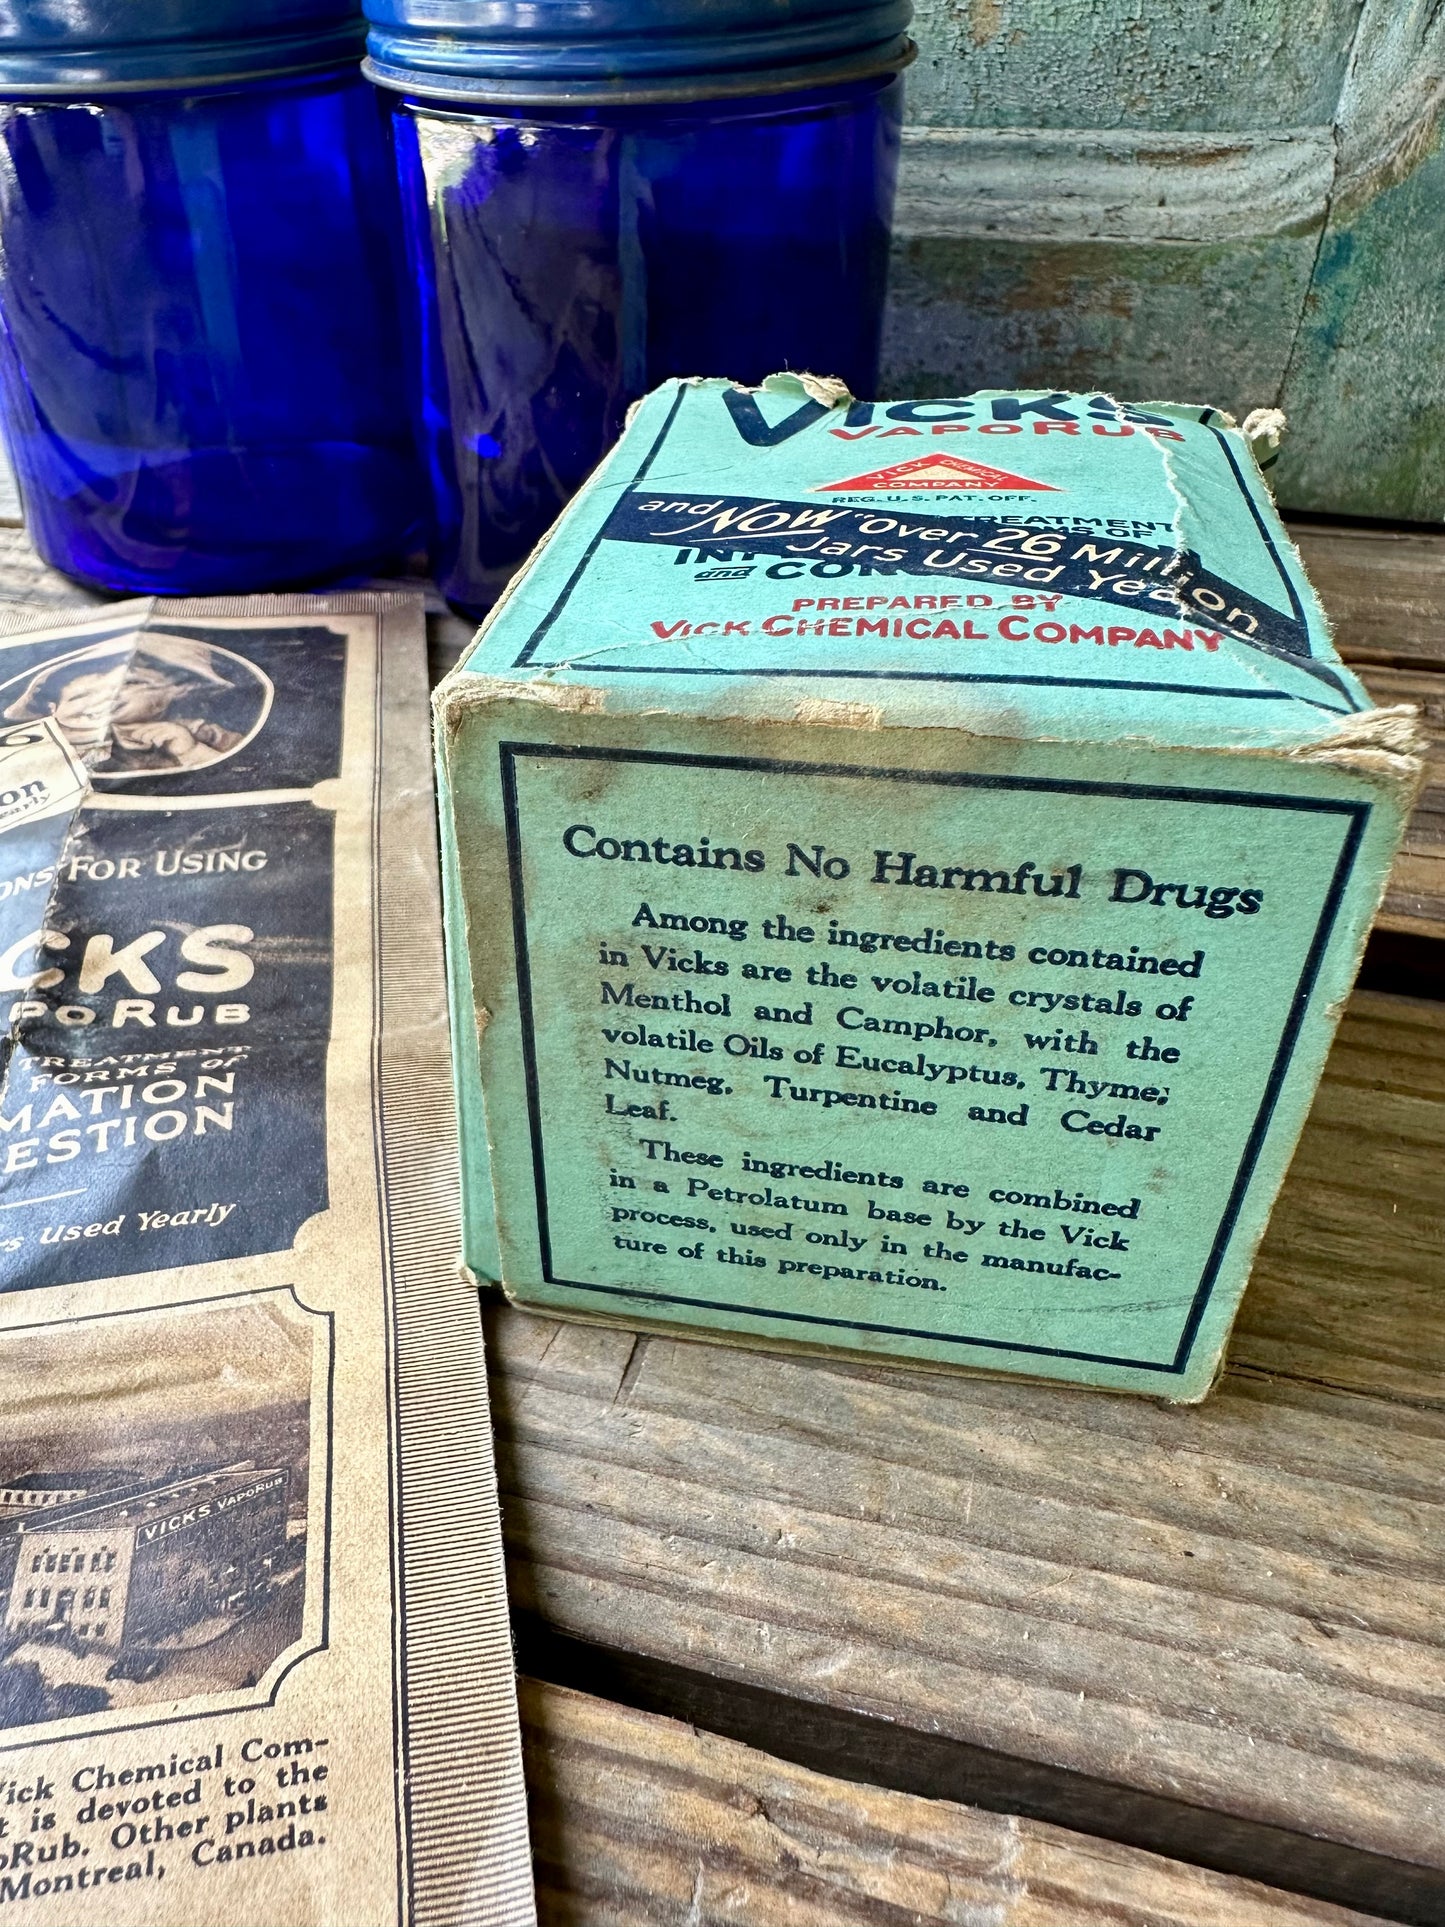 VICKS
VAPORUB
VICK CHEMICAL
COMPANY
REG. U. S. PAT. OFF.
TREATMENT
OF
and NOW "Over 26 Million
Jars Used Yearly
and
PREPARED BY
VICK CHEMICAL COMPANY
Contains No Harmful Drugs
Among the ingredients contained
in Vicks are the volatile crystals of
Menthol and Camphor, with the
volatile Oils of Eucalyptus, Thyme,
Nutmeg, Turpentine and Cedar
Leaf.
These ingredients are combined
in a Petrolatum base by the Vick
process, used only in the manufac-
ture of this preparation.
FOR USING
CKS
PORUB
TREATMENT
FORMS OF
MATION
ESTION
Used Yearly
VICKS VAPORUB
Vick Chemical Com-
t is devoted to the
oRub. Other plants
Montreal, Canada.